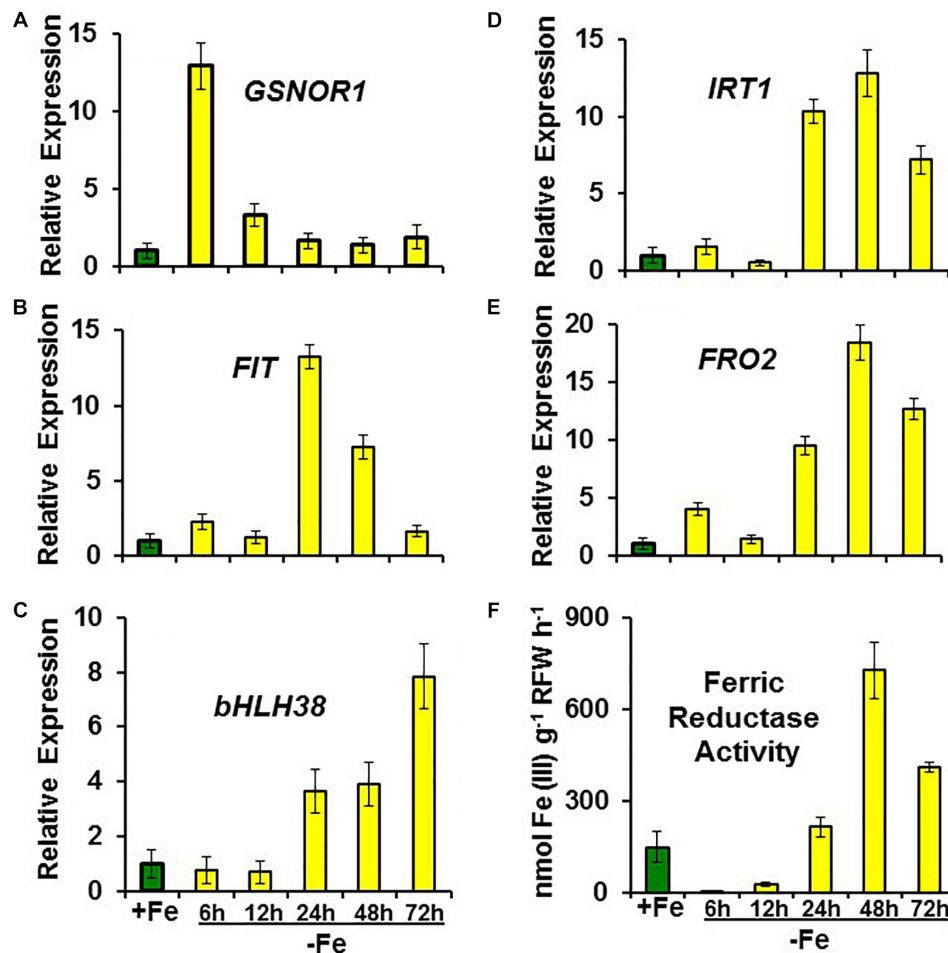 A
Relative Expression
15
10
5
0
GSNOR1
B
Relative Expression
15
10
5
0
FIT
C
Relative Expression
10
8
6
4
2
0
bHLH38
+Fe
6h 12h 24h 48h 72h
-Fe
D
Relative Expression
15
10
5
0
IRT1
E
Relative Expression
20
15
10
5
0
FRO2
F
nmol Fe (III) g-1 RFW h-1
900
600
300
0
Ferric
Reductase
Activity
+Fe
6h 12h 24h 48h 72h
-Fe